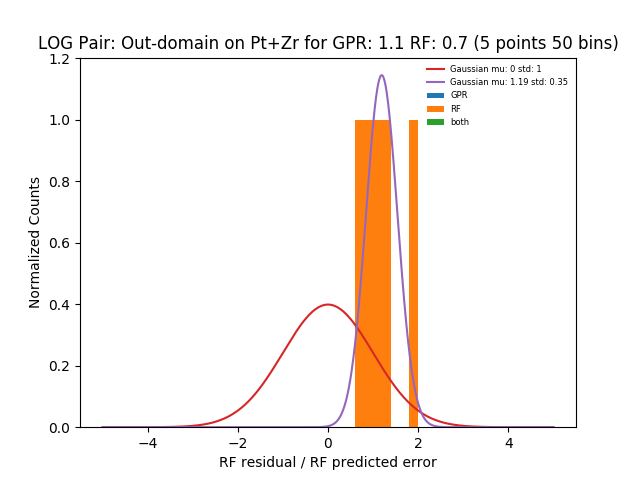 LOG Pair: Out-domain on Pt+Zr for GPR: 1.1 RF: 0.7 (5 points 50 bins)
1.2
1.0
0.8
0.6
0.4
0.2
0.0
Normalized Counts
Gaussian mu: 0 std: 1
Gaussian mu: 1.19 std: 0.35
GPR
RF
both
−4 −2 0 2 4
RF residual / RF predicted error